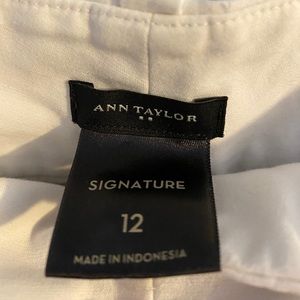 ANN TAYLOR
SIGNATURE
12
MADE IN INDONESIA